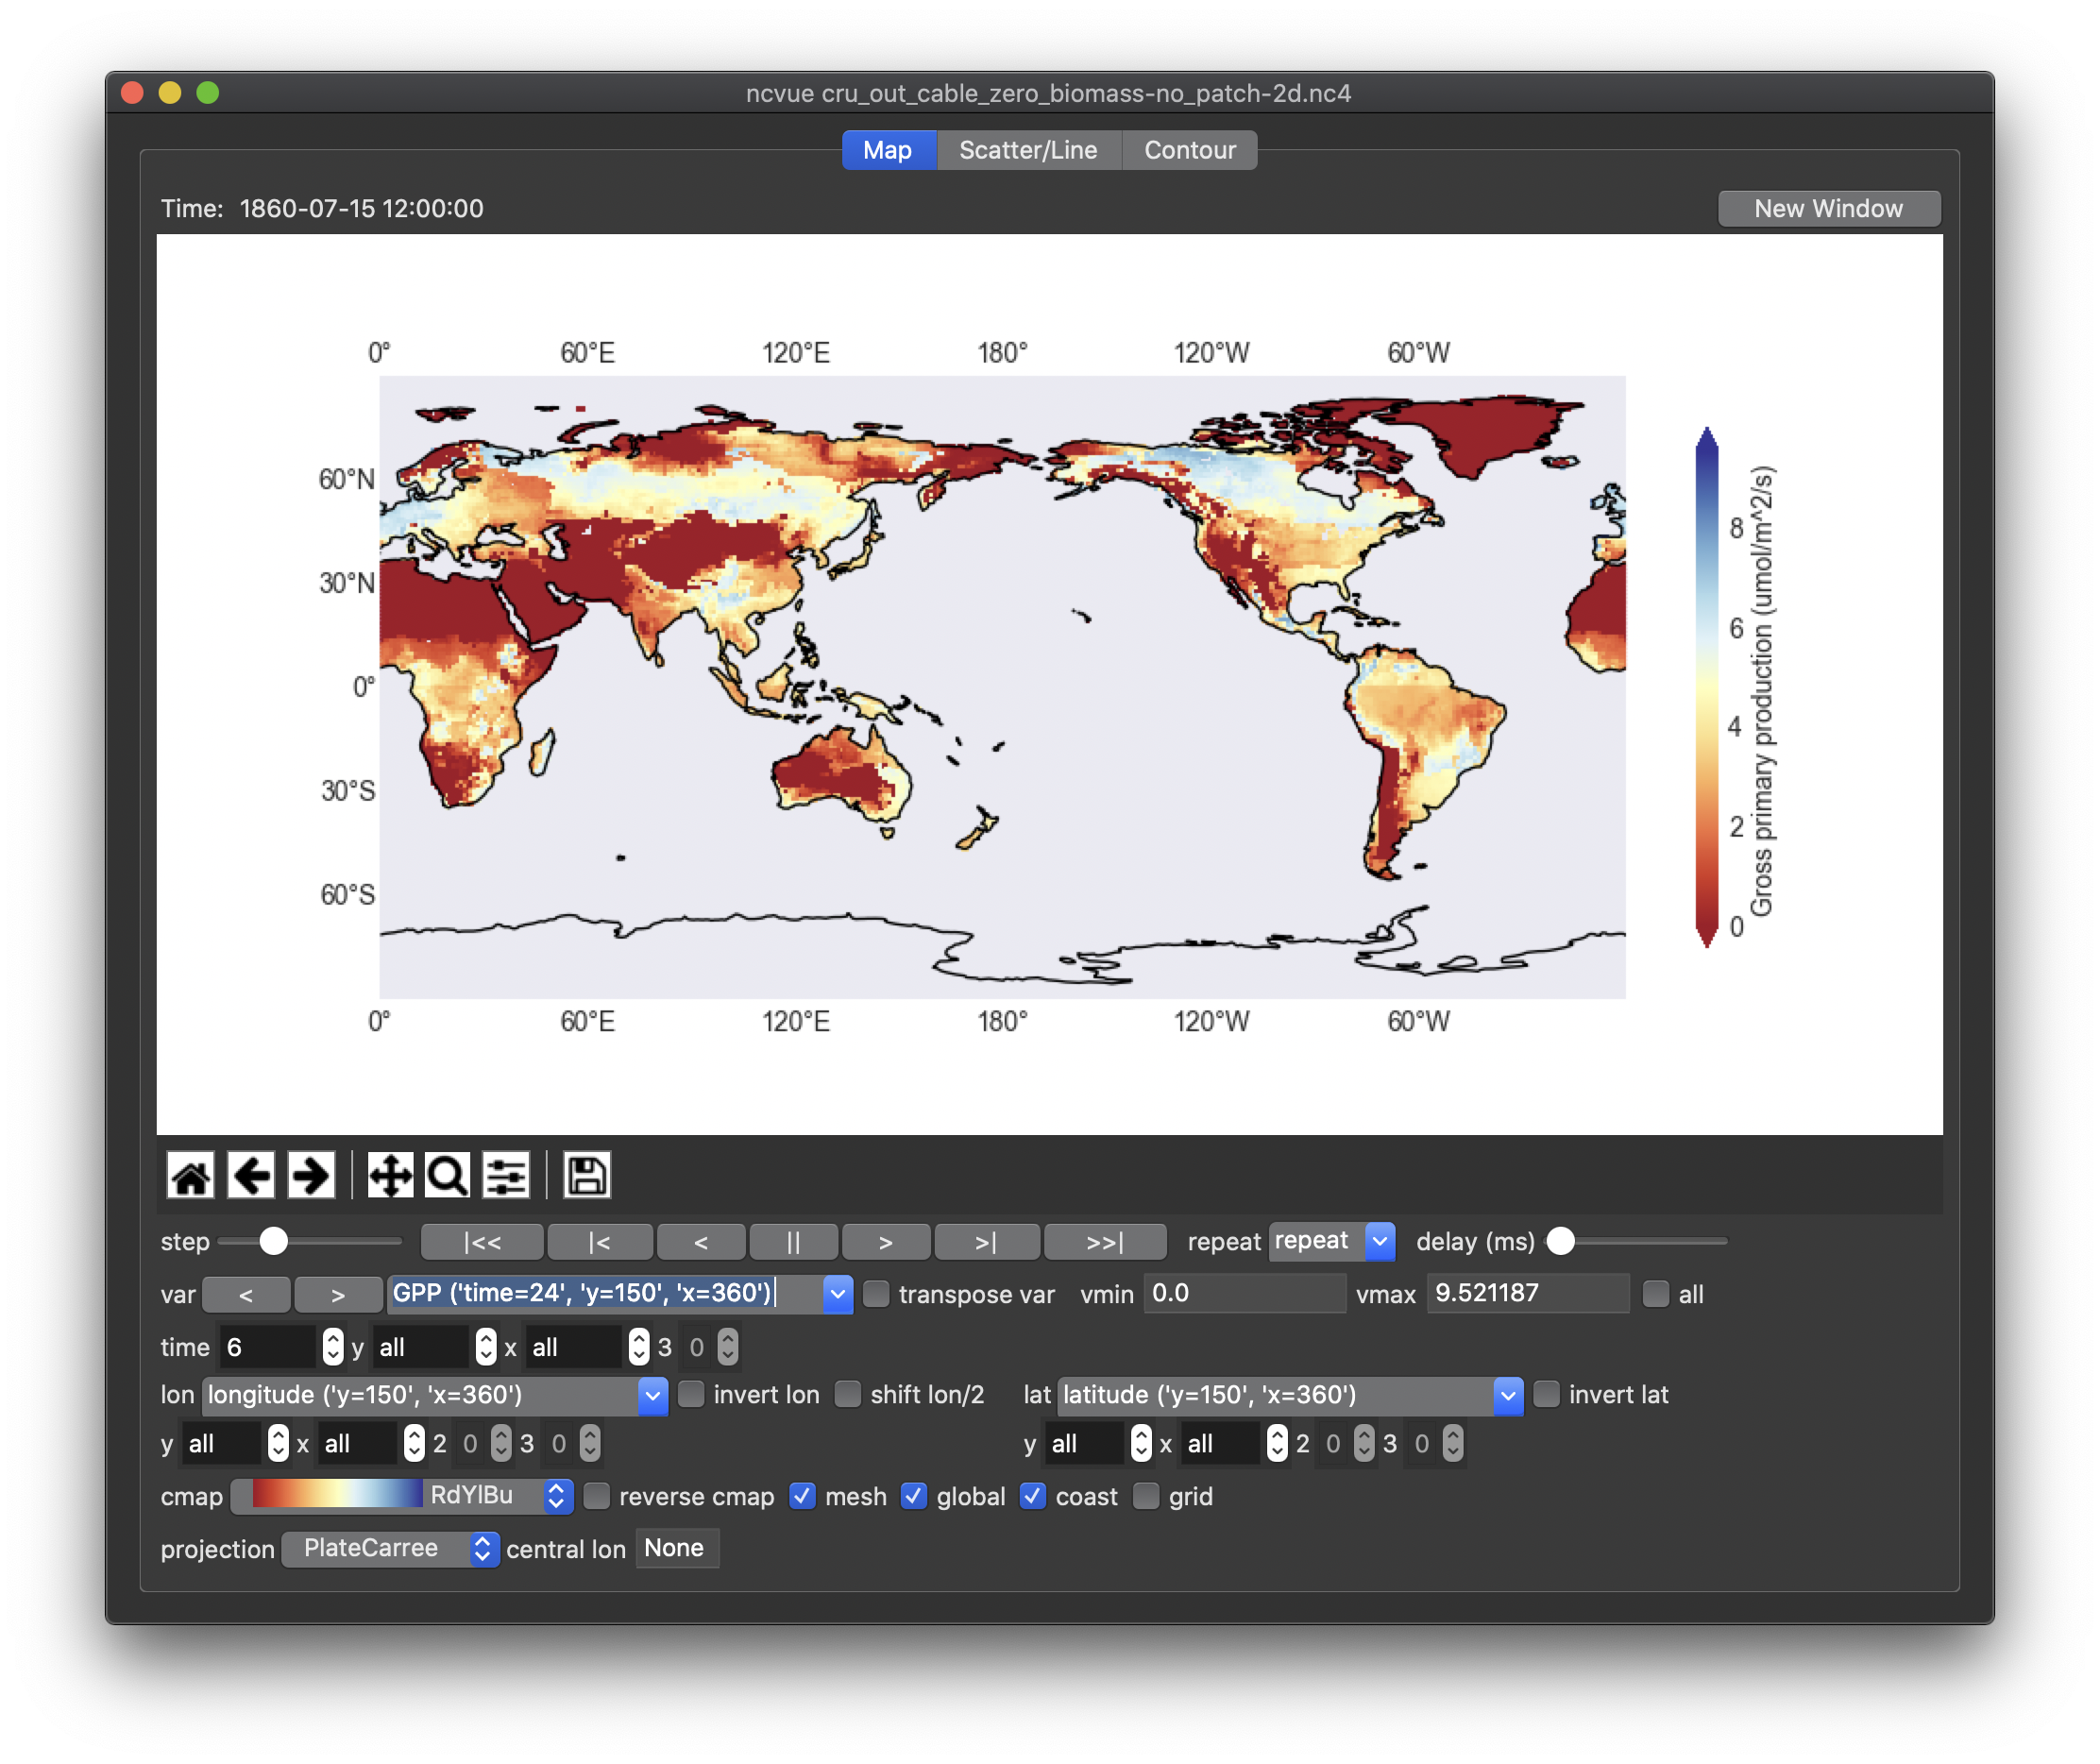 ncvue cru_out_cable_zero_biomass-no_patch-2d.nc4
Map Scatter/Line Contour
Time: 1860-07-15 12:00:00 New Window
0° 60°E 120°E 180° 120°W 60°W
60°N
30°N
0°
30°S
60°S
0° 60°E 120°E 180° 120°W 60°W
8
6
4
2
0
Gross primary production (umol/m^2/s)
step |<< |< < || > >| >>| repeat repeat delay (ms)
var < > GPP ('time=24', 'y=150', 'x=360') transpose var vmin 0.0 vmax 9.521187 all
time 6 y all x all 3 0
lon longitude ('y=150', 'x=360') invert lon shift lon/2 lat latitude ('y=150', 'x=360') invert lat
y all x all 2 0 3 0 y all x all 2 0 3 0
cmap RdYlBu reverse cmap mesh global coast grid
projection PlateCarree central lon None